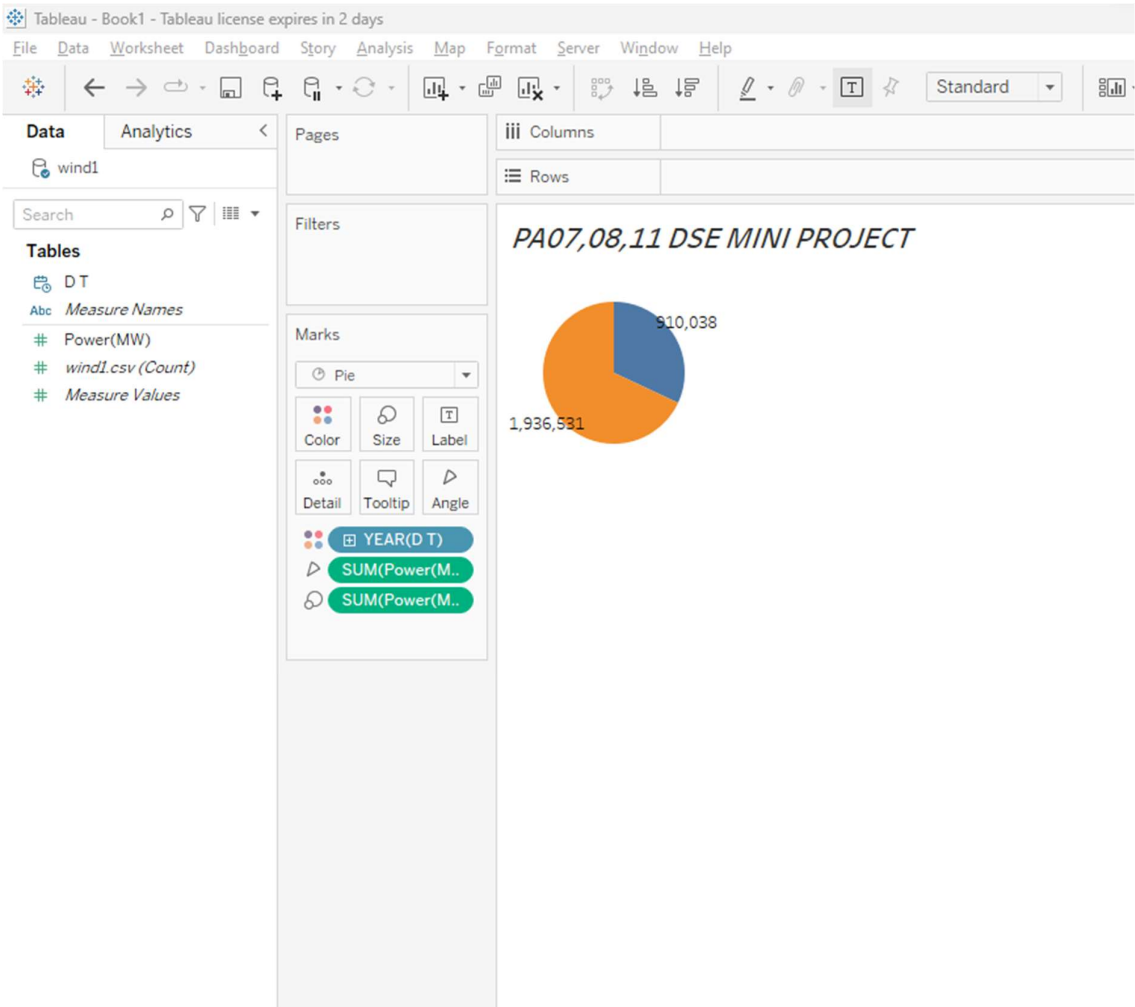 Tableau - Book1 - Tableau license expires in 2 days
File Data Worksheet Dashboard Story Analysis Map Format Server Window Help
Standard
Data Analytics
wind1
Search
Tables
D T
Abc Measure Names
# Power(MW)
# wind1.csv (Count)
# Measure Values
Pages
Filters
Marks
Pie
Color Size Label
Detail Tooltip Angle
YEAR(D T)
SUM(Power(M..
SUM(Power(M..
iii Columns
Rows
PA07,08,11 DSE MINI PROJECT
910,038
1,936,531